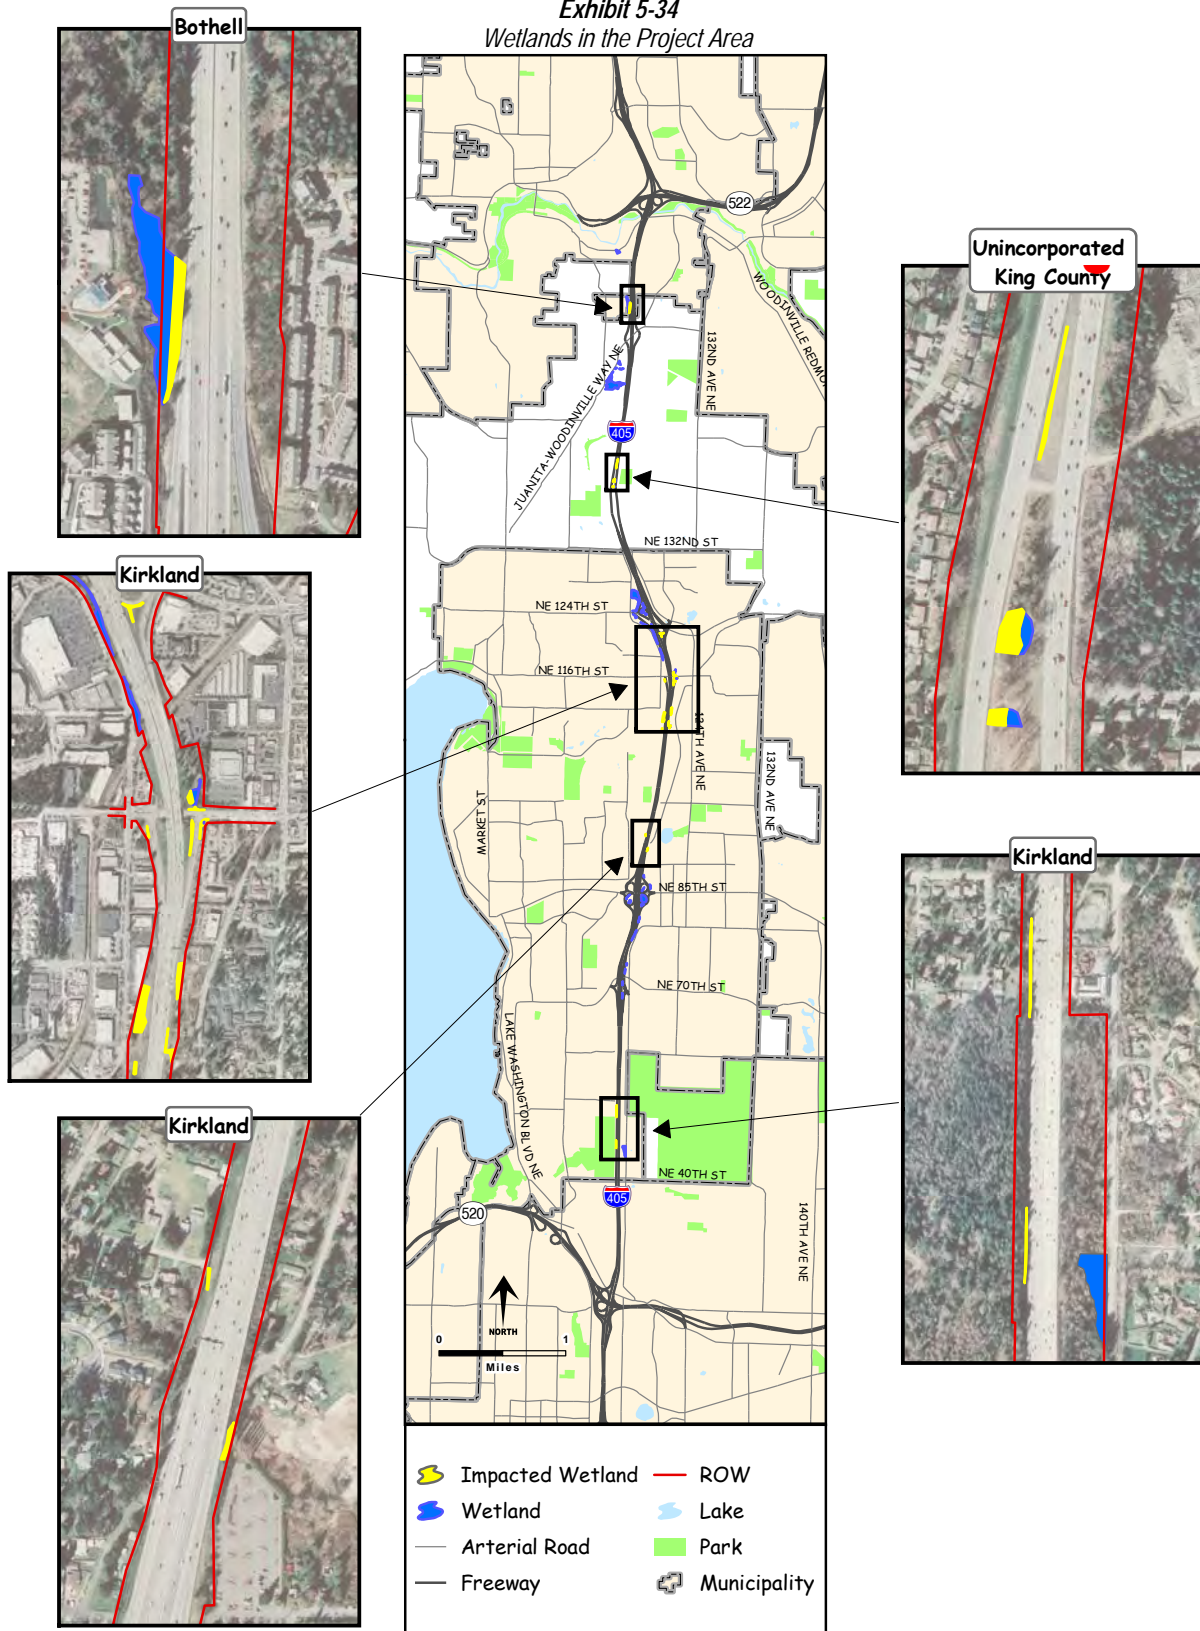 Exhibit 5-34
Wetlands in the Project Area
Bothell
522
Unincorporated
King County
WOODINVILLE REDMO
132ND AVE NE
JUANITA-WOODINVILLE WAY NE
405
NE 132ND ST
Kirkland
NE 124TH ST
NE 116TH ST
124TH AVE NE
132ND AVE NE
MARKET ST
Kirkland
NE 85TH ST
NE 70TH ST
LAKE WASHINGTON BLVD NE
Kirkland
NE 40TH ST
405
520
140TH AVE NE
NORTH
0 1
Miles
Impacted Wetland
ROW
Wetland
Lake
Arterial Road
Park
Freeway
Municipality